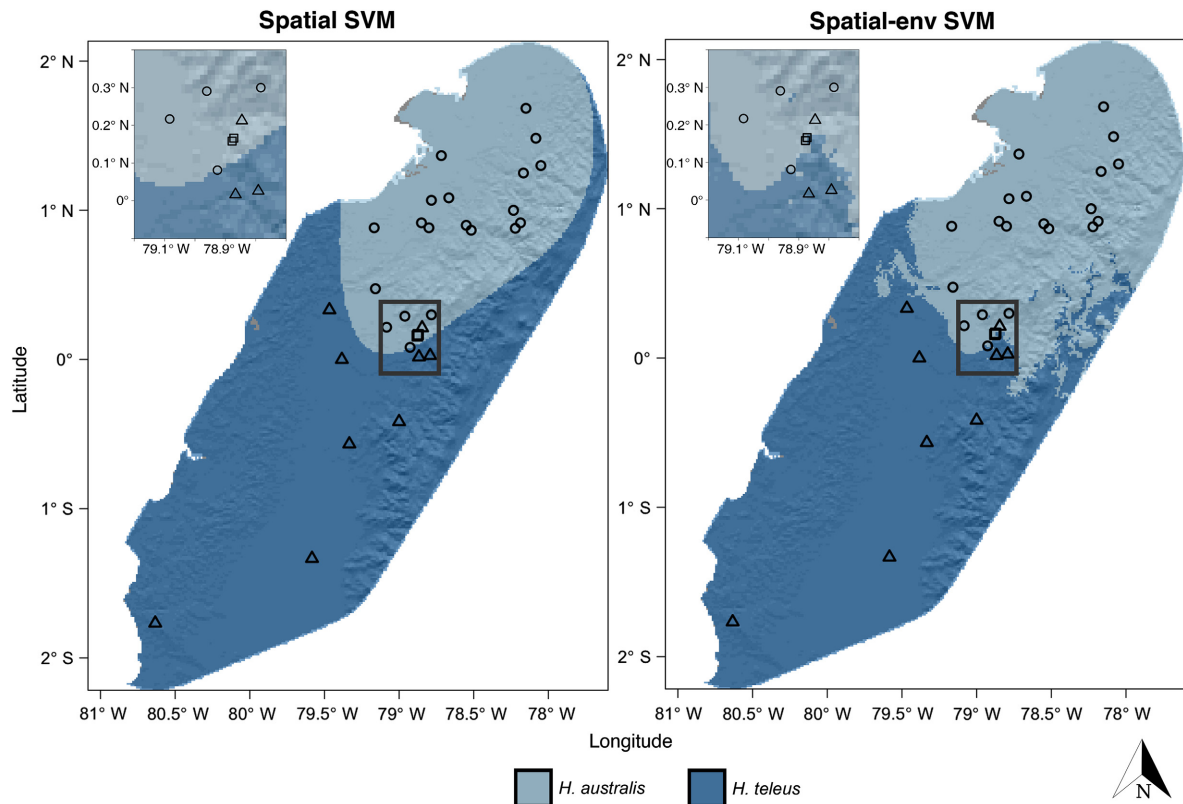 Spatial SVM
Spatial-env SVM
2° N
1° N
0°
1° S
2° S
0.3° N
0.2° N
0.1° N
0°
79.1° W 78.9° W
2° N
1° N
0°
1° S
2° S
0.3° N
0.2° N
0.1° N
0°
79.1° W 78.9° W
Latitude
81° W 80.5° W 80° W 79.5° W 79° W 78.5° W 78° W
81° W 80.5° W 80° W 79.5° W 79° W 78.5° W 78° W
Longitude
H. australis
H. teleus
N